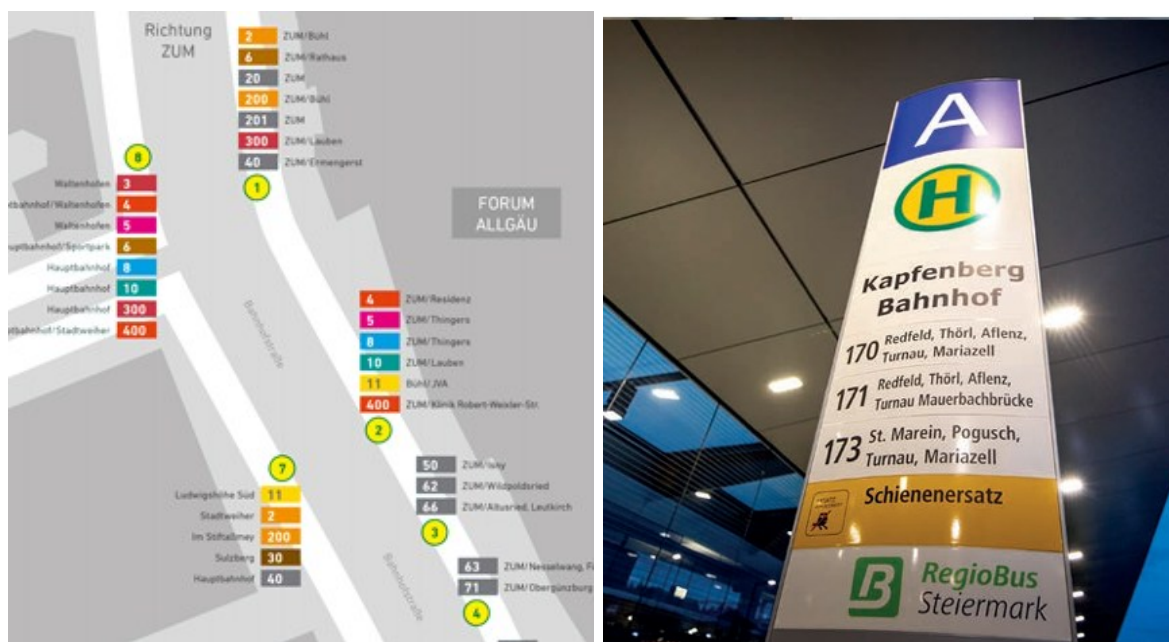 Richtung
ZUM
2 ZUM/Bühl
6 ZUM/Rathaus
20 ZUM
200 ZUM/Bühl
201 ZUM
300 ZUM/Lauben
40 ZUM/Ermengerst
1
8
Waltenhofen 3
ptbahnhof/Waltenhofen 4
Waltenhofen 5
auptbahnhof/Sportpark 6
Hauptbahnhof 8
Hauptbahnhof 10
Hauptbahnhof 300
ptbahnhof/Stadtweiher 400
FORUM
ALLGÄU
Bahnhofstraße
4 ZUM/Residenz
5 ZUM/Thingers
8 ZUM/Thingers
10 ZUM/Lauben
11 Bühl/JVA
400 ZUM/Klinik Robert-Weixler-Str.
2
7
Ludwigshöhe Süd 11
Stadtweiher 2
Im Stiftallmey 200
Sulzberg 30
Hauptbahnhof 40
50 ZUM/Isny
62 ZUM/Wildpoldsried
66 ZUM/Altusried, Leutkirch
3
Bahnhofstraße
63 ZUM/Nesselwang, Fü
71 ZUM/Obergünzburg
4
A
H
Kapfenberg
Bahnhof
170 Redfeld, Thörl, Aflenz,
Turnau, Mariazell
171 Redfeld, Thörl, Aflenz,
Turnau Mauerbachbrücke
173 St. Marein, Pogusch,
Turnau, Mariazell
Schienenersatz
B RegioBus
Steiermark